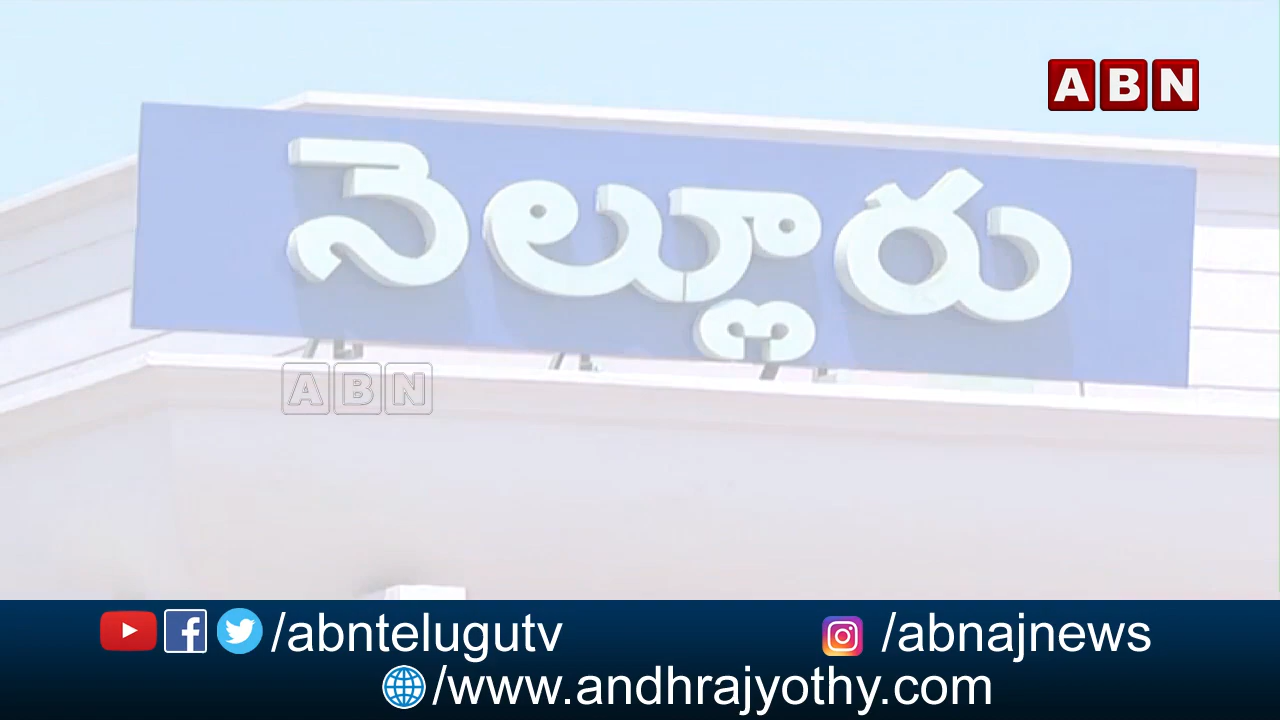 ABN
నెల్లూరు
ABN
/abntelugutv
/abnajnews
/www.andhrajyothy.com